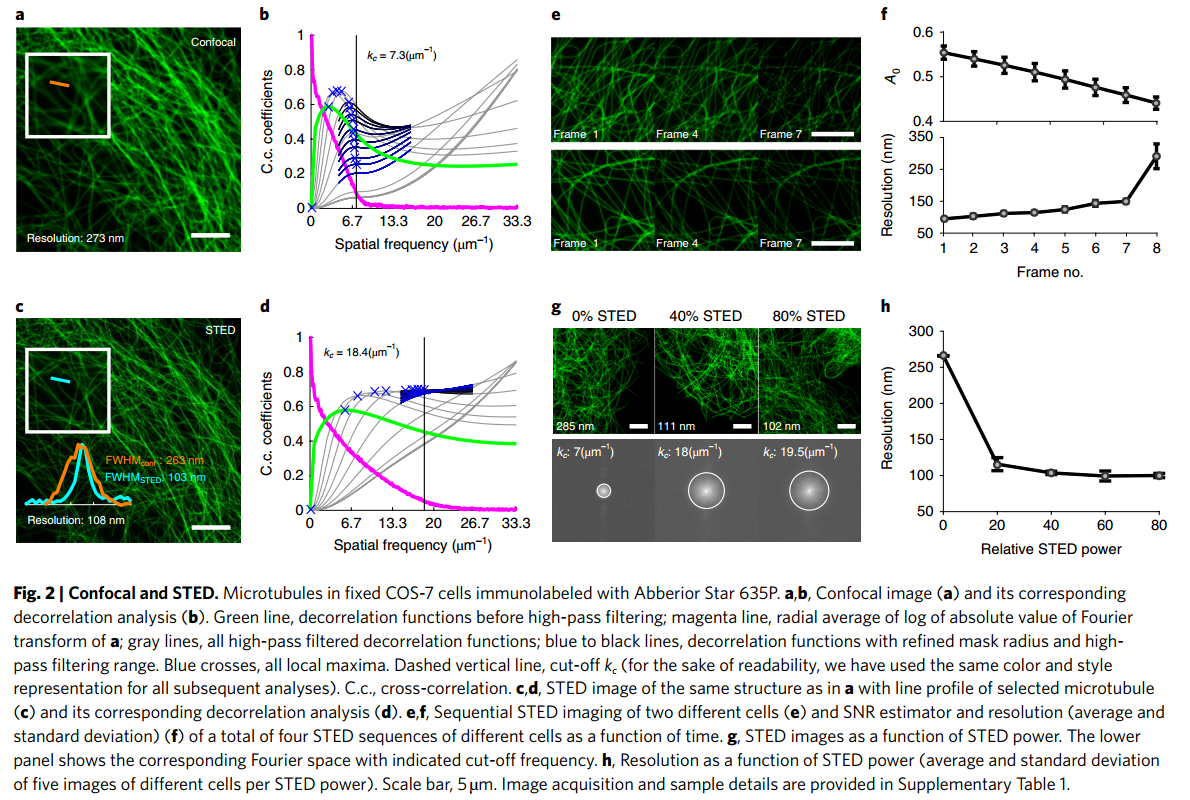 a
Confocal
Resolution: 273 nm
b
kc = 7.3(μm⁻¹)
C.c. coefficients
1
0.8
0.6
0.4
0.2
0
0 6.7 13.3 20 26.7 33.3
Spatial frequency (μm⁻¹)
e
Frame 1 Frame 4 Frame 7
Frame 1 Frame 4 Frame 7
f
A0
0.6
0.5
0.4
Resolution (nm)
350
250
150
50
1 2 3 4 5 6 7 8
Frame no.
c
STED
FWHMconf.: 263 nm
FWHMSTED: 103 nm
Resolution: 108 nm
d
kc = 18.4(μm⁻¹)
C.c. coefficients
1
0.8
0.6
0.4
0.2
0
0 6.7 13.3 20 26.7 33.3
Spatial frequency (μm⁻¹)
g
0% STED 40% STED 80% STED
285 nm 111 nm 102 nm
kc: 7(μm⁻¹) kc: 18(μm⁻¹) kc: 19.5(μm⁻¹)
h
Resolution (nm)
300
250
200
150
100
50
0 20 40 60 80
Relative STED power
Fig. 2 | Confocal and STED. Microtubules in fixed COS-7 cells immunolabeled with Abberior Star 635P. a,b, Confocal image (a) and its corresponding
decorrelation analysis (b). Green line, decorrelation functions before high-pass filtering; magenta line, radial average of log of absolute value of Fourier
transform of a; gray lines, all high-pass filtered decorrelation functions; blue to black lines, decorrelation functions with refined mask radius and high-
pass filtering range. Blue crosses, all local maxima. Dashed vertical line, cut-off kc (for the sake of readability, we have used the same color and style
representation for all subsequent analyses). C.c., cross-correlation. c,d, STED image of the same structure as in a with line profile of selected microtubule
(c) and its corresponding decorrelation analysis (d). e,f, Sequential STED imaging of two different cells (e) and SNR estimator and resolution (average and
standard deviation) (f) of a total of four STED sequences of different cells as a function of time. g, STED images as a function of STED power. The lower
panel shows the corresponding Fourier space with indicated cut-off frequency. h, Resolution as a function of STED power (average and standard deviation
of five images of different cells per STED power). Scale bar, 5 μm. Image acquisition and sample details are provided in Supplementary Table 1.